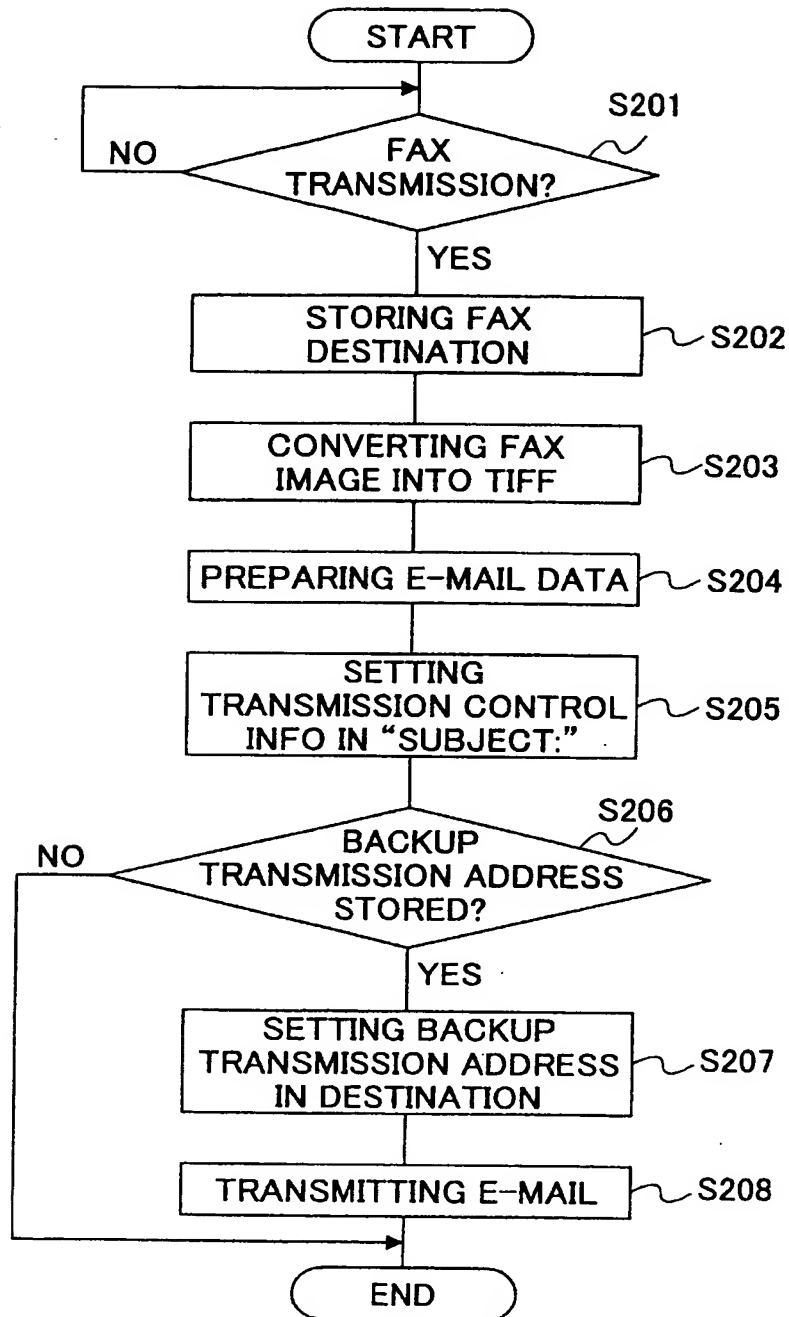 START
S201
NO
FAX
TRANSMISSION?
YES
STORING FAX
DESTINATION
S202
CONVERTING FAX
IMAGE INTO TIFF
S203
PREPARING E-MAIL DATA
S204
SETTING
TRANSMISSION CONTROL
INFO IN “SUBJECT:”
S205
S206
NO
BACKUP
TRANSMISSION ADDRESS
STORED?
YES
SETTING BACKUP
TRANSMISSION ADDRESS
IN DESTINATION
S207
TRANSMITTING E-MAIL
S208
END